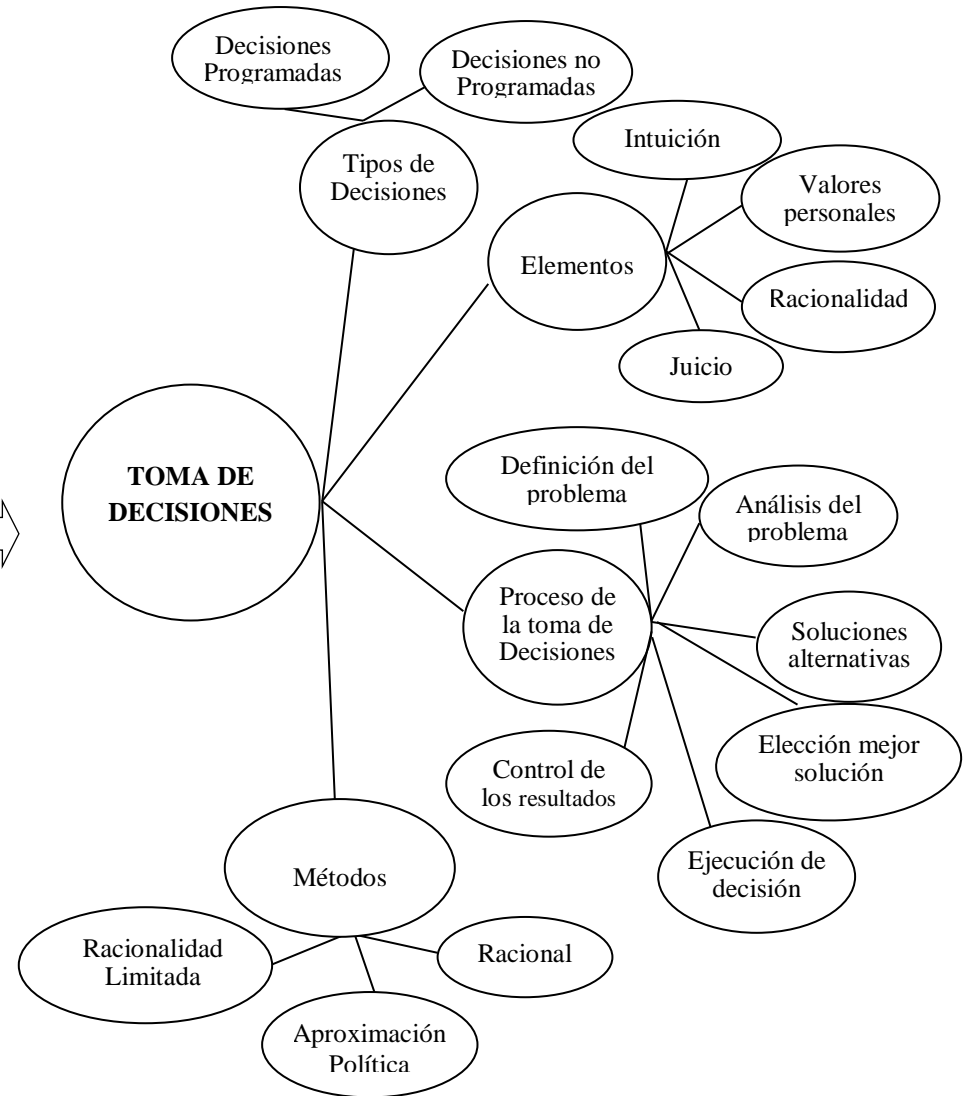 Decisiones
Programadas
Decisiones no
Programadas
Tipos de
Decisiones
Intuición
Valores
personales
Elementos
Racionalidad
Juicio
TOMA DE
DECISIONES
Definición del
problema
Análisis del
problema
Proceso de
la toma de
Decisiones
Soluciones
alternativas
Elección mejor
solución
Control de
los resultados
Ejecución de
decisión
Métodos
Racionalidad
Limitada
Racional
Aproximación
Política